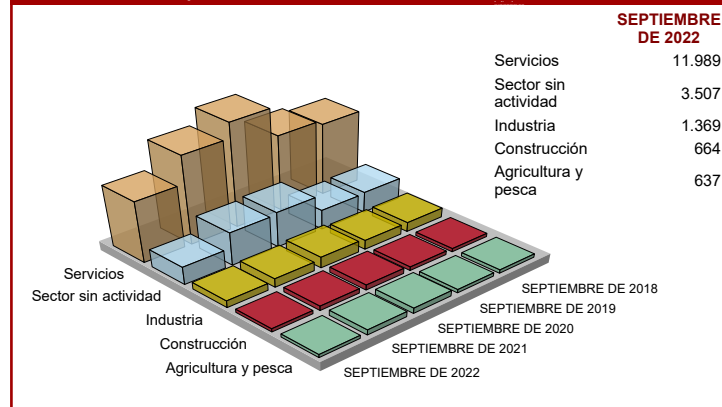 SEPTIEMBRE
DE 2022
Servicios 11.989
Sector sin
actividad 3.507
Industria 1.369
Construcción 664
Agricultura y
pesca 637
Servicios
Sector sin actividad
Industria
Construcción
Agricultura y pesca
SEPTIEMBRE DE 2018
SEPTIEMBRE DE 2019
SEPTIEMBRE DE 2020
SEPTIEMBRE DE 2021
SEPTIEMBRE DE 2022